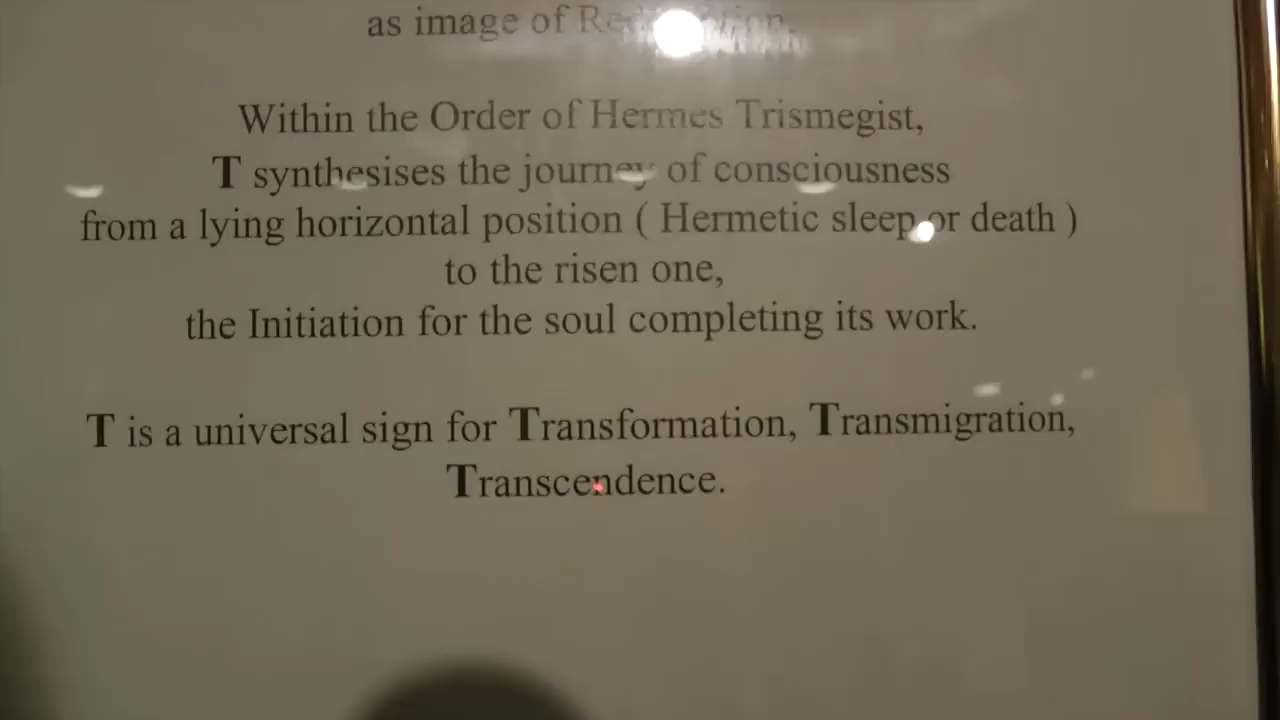 as image of
Within the Order of Hermes Trismegist,
T synthesises the journey of consciousness
from a lying horizontal position ( Hermetic sleep or death )
to the risen one,
the Initiation for the soul completing its work.
T is a universal sign for Transformation, Transmigration,
Transcendence.